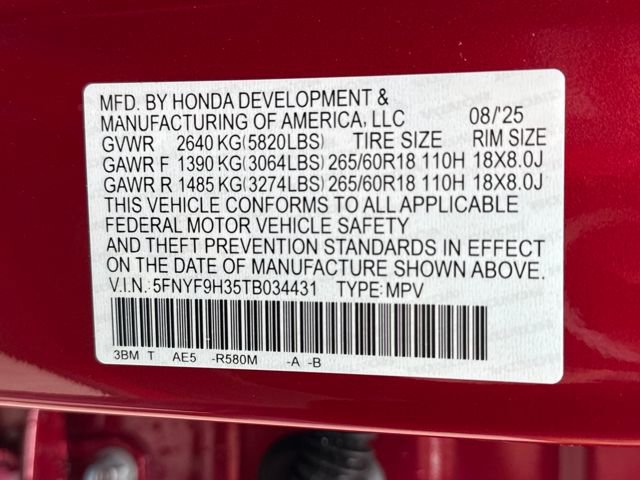 MFD. BY HONDA DEVELOPMENT &
MANUFACTURING OF AMERICA, LLC 08/'25
GVWR 2640 KG(5820LBS) TIRE SIZE RIM SIZE
GAWR F 1390 KG(3064LBS) 265/60R18 110H 18X8.0J
GAWR R 1485 KG(3274LBS) 265/60R18 110H 18X8.0J
THIS VEHICLE CONFORMS TO ALL APPLICABLE
FEDERAL MOTOR VEHICLE SAFETY
AND THEFT PREVENTION STANDARDS IN EFFECT
ON THE DATE OF MANUFACTURE SHOWN ABOVE.
V.I.N.:5FNYF9H35TB034431 TYPE:MPV
3BM T AE5 -R580M -A -B